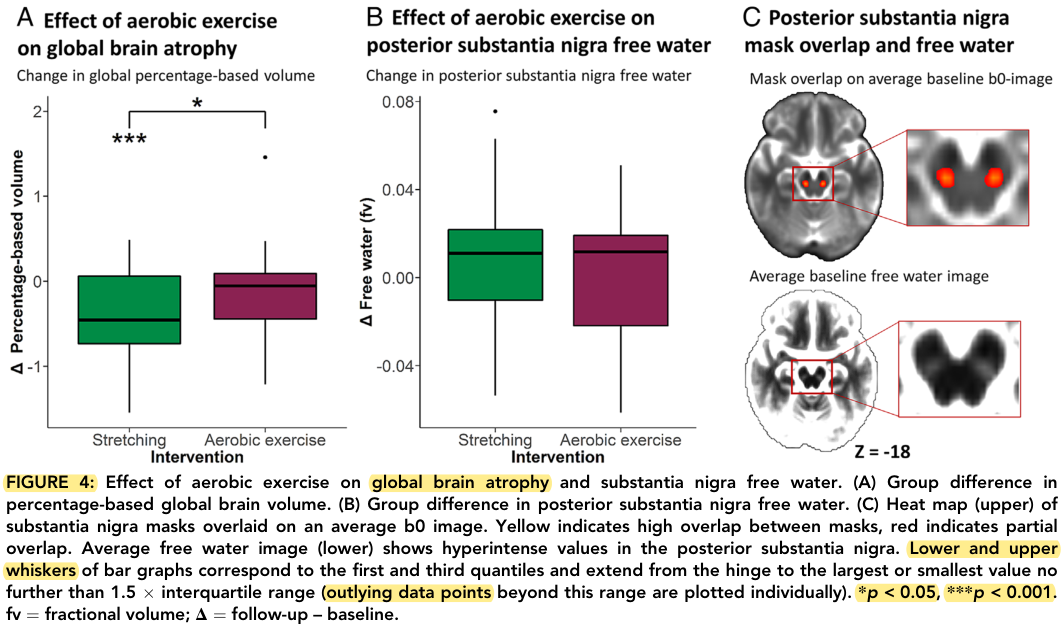 A Effect of aerobic exercise
on global brain atrophy
Change in global percentage-based volume
Δ Percentage-based volume
2
1
0
-1
*
***
Stretching
Aerobic exercise
Intervention
B Effect of aerobic exercise on
posterior substantia nigra free water
Change in posterior substantia nigra free water
Δ Free water (fv)
0.08
0.04
0.00
-0.04
Stretching
Aerobic exercise
Intervention
C Posterior substantia nigra
mask overlap and free water
Mask overlap on average baseline b0-image
Average baseline free water image
Z = -18
FIGURE 4: Effect of aerobic exercise on global brain atrophy and substantia nigra free water. (A) Group difference in
percentage-based global brain volume. (B) Group difference in posterior substantia nigra free water. (C) Heat map (upper) of
substantia nigra masks overlaid on an average b0 image. Yellow indicates high overlap between masks, red indicates partial
overlap. Average free water image (lower) shows hyperintense values in the posterior substantia nigra. Lower and upper
whiskers of bar graphs correspond to the first and third quantiles and extend from the hinge to the largest or smallest value no
further than 1.5 × interquartile range (outlying data points beyond this range are plotted individually). *p < 0.05, ***p < 0.001.
fv = fractional volume; Δ = follow-up – baseline.